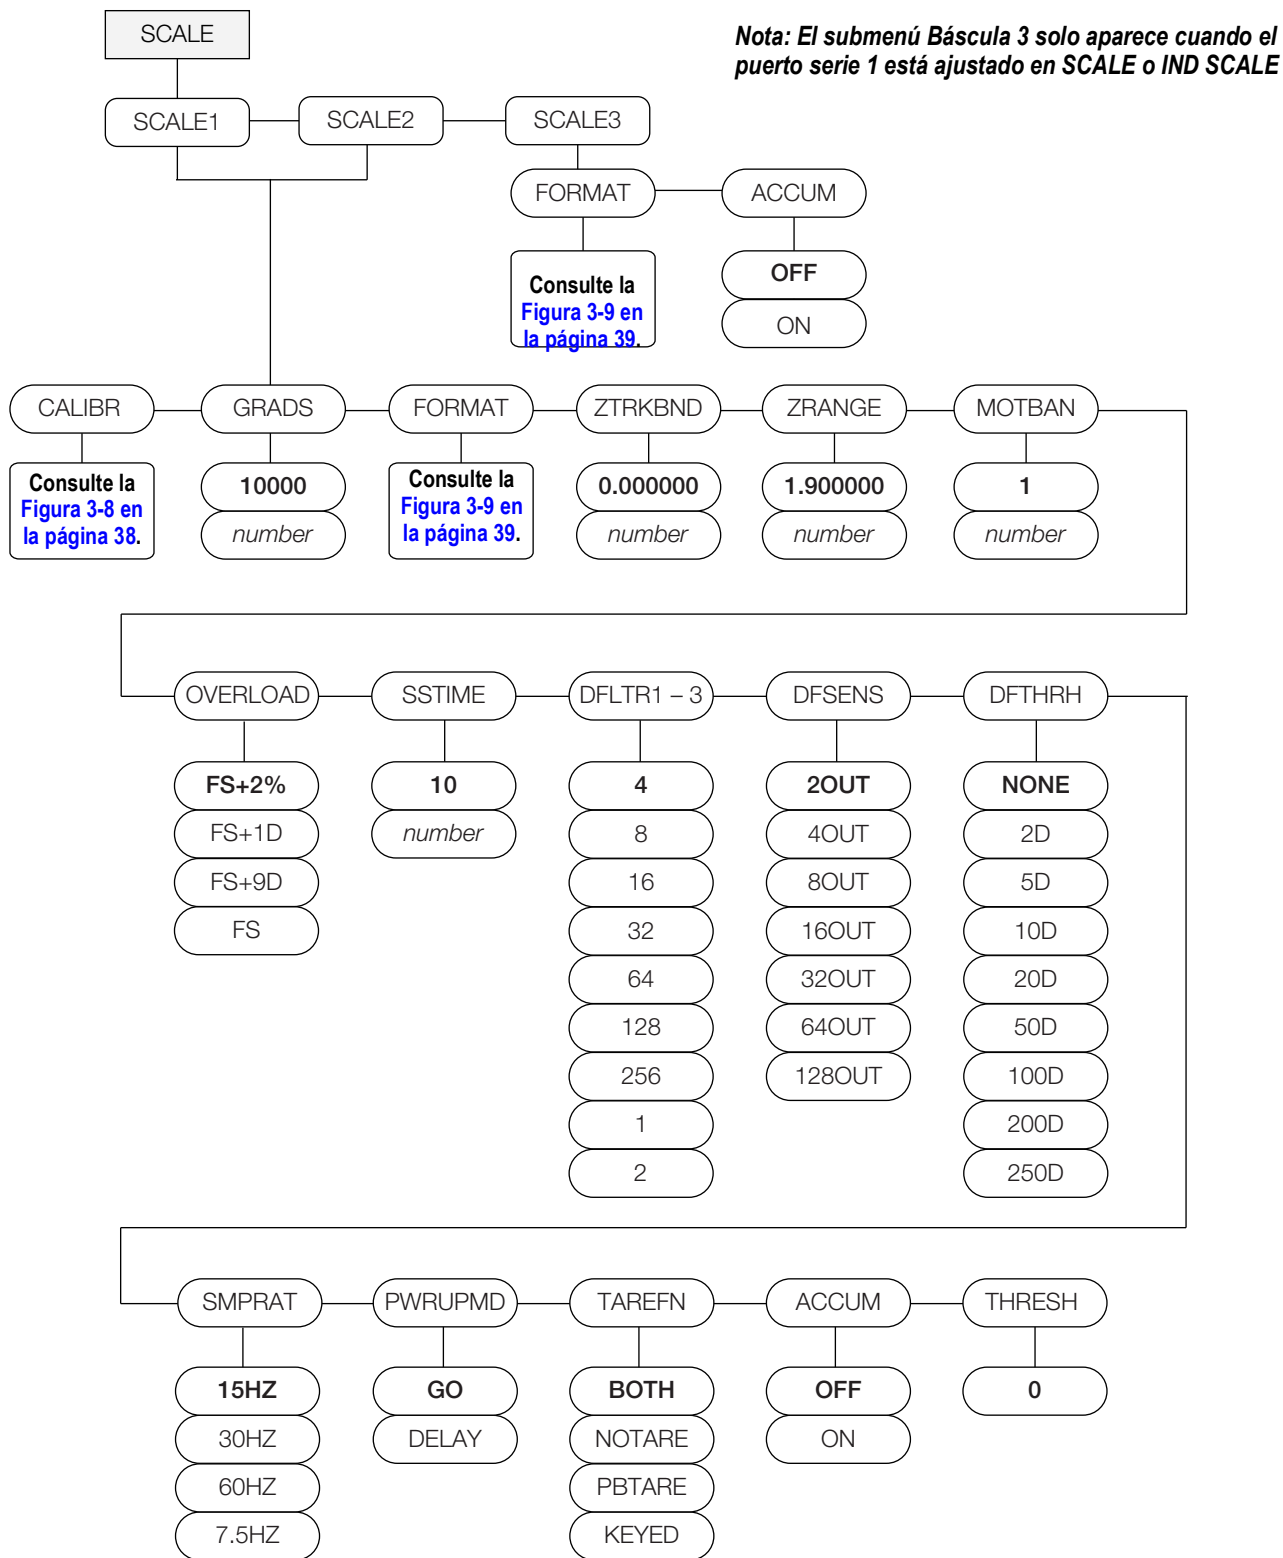 SCALE
Nota: El submenú Báscula 3 solo aparece cuando el
puerto serie 1 está ajustado en SCALE o IND SCALE
SCALE1
SCALE2
SCALE3
FORMAT
ACCUM
Consulte la
Figura 3-9 en
la página 39.
OFF
ON
CALIBR
GRADS
FORMAT
ZTRKBND
ZRANGE
MOTBAN
Consulte la
Figura 3-8 en
la página 38.
10000
number
Consulte la
Figura 3-9 en
la página 39.
0.000000
number
1.900000
number
1
number
OVERLOAD
SSTIME
DFLTR1 – 3
DFSENS
DFTHRH
FS+2%
FS+1D
FS+9D
FS
10
number
4
8
16
32
64
128
256
1
2
2OUT
4OUT
8OUT
16OUT
32OUT
64OUT
128OUT
NONE
2D
5D
10D
20D
50D
100D
200D
250D
SMPRAT
PWRUPMD
TAREFN
ACCUM
THRESH
15HZ
30HZ
60HZ
7.5HZ
GO
DELAY
BOTH
NOTARE
PBTARE
KEYED
OFF
ON
0